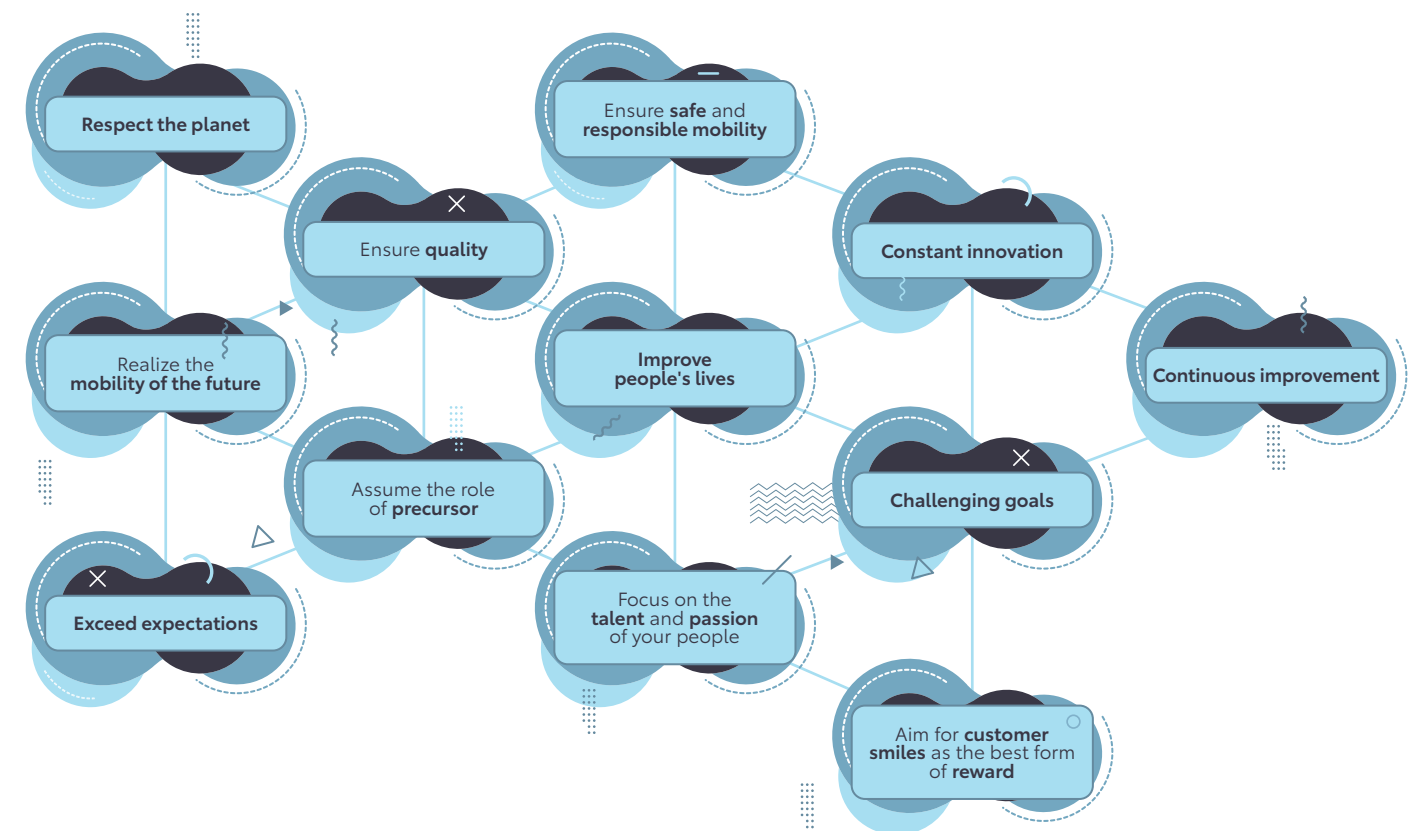 Respect the planet
Ensure safe and
responsible mobility
Ensure quality
Constant innovation
Realize the
mobility of the future
Improve
people's lives
Continuous improvement
Assume the role
of precursor
Challenging goals
Exceed expectations
Focus on the
talent and passion
of your people
Aim for customer
smiles as the best form
of reward